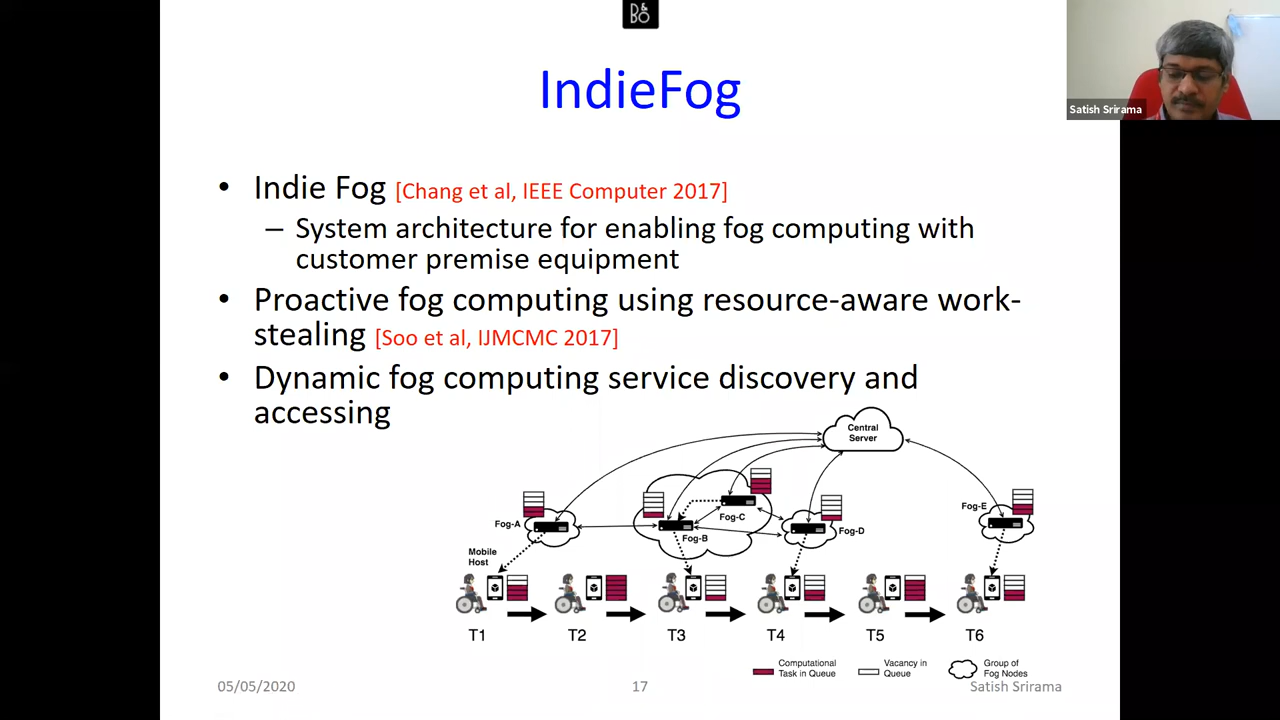 B&O
IndieFog
Satish Srirama
• Indie Fog [Chang et al, IEEE Computer 2017]
– System architecture for enabling fog computing with
customer premise equipment
• Proactive fog computing using resource-aware work-
stealing [Soo et al, IJMCMC 2017]
• Dynamic fog computing service discovery and
accessing
Central
Server
Fog-A
Fog-C
Fog-B
Fog-D
Fog-E
Mobile
Host
T1 T2 T3 T4 T5 T6
Computational
Task in Queue
Vacancy in
Queue
Group of
Fog Nodes
05/05/2020 17 Satish Srirama